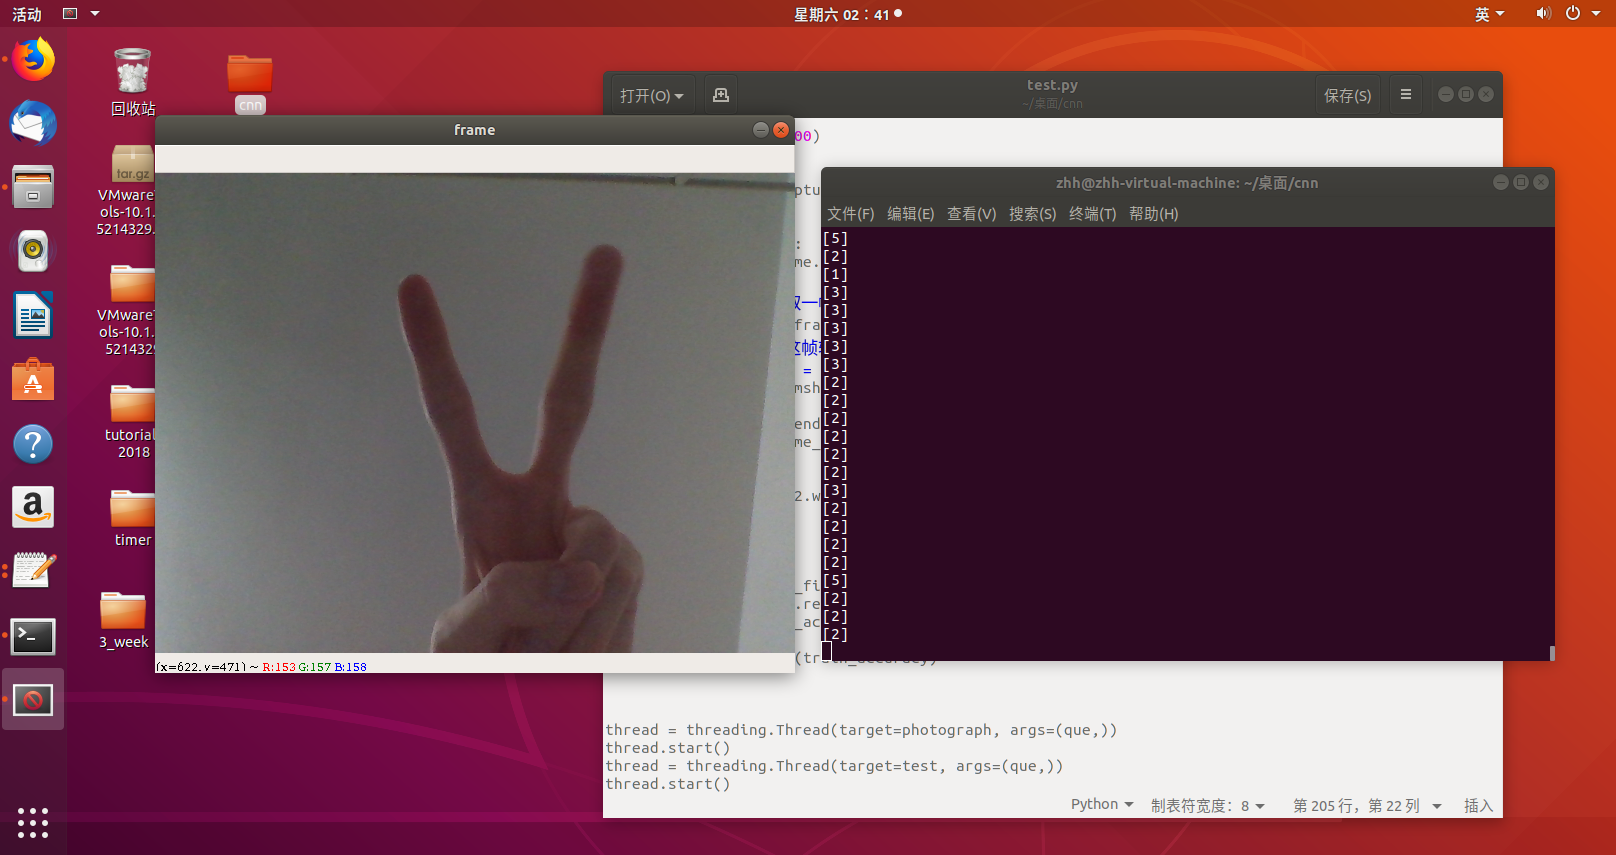 活动
星期六 02：41
英
回收站
cnn
tar.gz
VMware
ols-10.1.
5214329.
VMware
ols-10.1.
521432
tutorial
2018
timer
3_week
打开(O)
test.py
~/桌面/cnn
保存(S)
frame
00)
ptu
:
me.
fra
=
msh
end
me_
2.w
_fi
.re
_ac
(x=622, y=471) ~ R:153 G:157 B:158
thread = threading.Thread(target=photograph, args=(que,))
thread.start()
thread = threading.Thread(target=test, args=(que,))
thread.start()
Python
制表符宽度：8
第 205 行，第 22 列
插入
zhh@zhh-virtual-machine: ~/桌面/cnn
文件(F) 编辑(E) 查看(V) 搜索(S) 终端(T) 帮助(H)
[5]
[2]
[1]
[3]
[3]
[3]
[3]
[3]
[2]
[2]
[2]
[2]
[2]
[2]
[3]
[2]
[2]
[2]
[2]
[5]
[2]
[2]
[2]